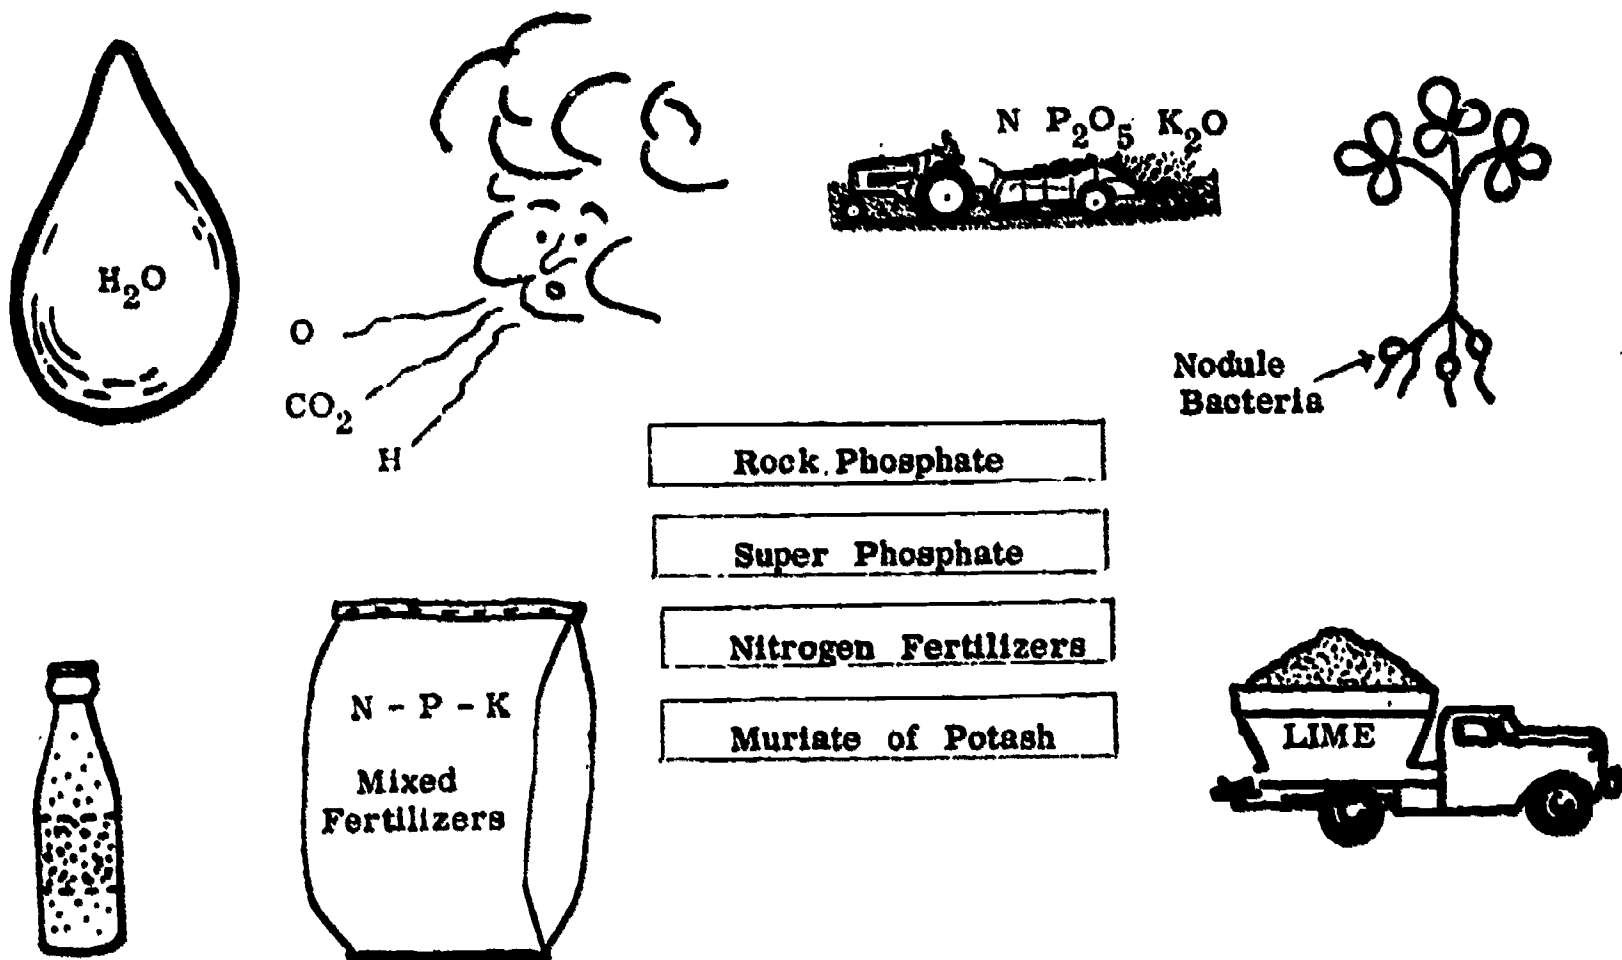 N P₂O₅ K₂O
H₂O
O
CO₂
H
Nodule
Bacteria
Rock Phosphate
Super Phosphate
Nitrogen Fertilizers
Muriate of Potash
N - P - K
Mixed
Fertilizers
LIME